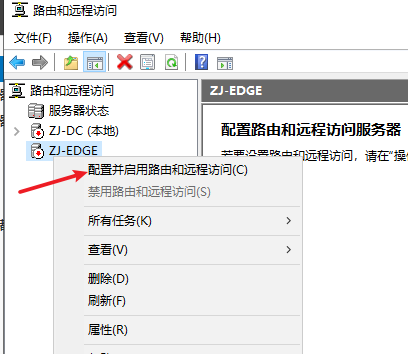 路由和远程访问
文件(F) 操作(A) 查看(V) 帮助(H)
路由和远程访问
服务器状态
ZJ-DC (本地)
ZJ-EDGE
ZJ-EDGE
配置路由和远程访问服务器
若要设置路由和远程访问，请在"操
配置并启用路由和远程访问(C)
禁用路由和远程访问(S)
所有任务(K)
查看(V)
删除(D)
刷新(F)
属性(R)